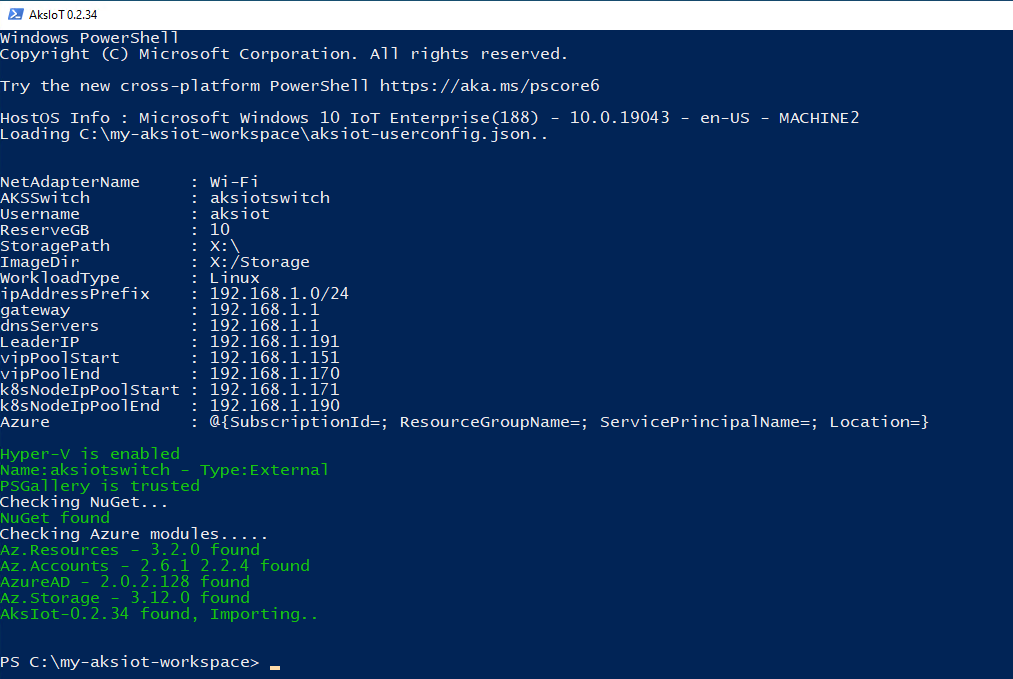 AksIoT 0.2.34
Windows PowerShell
Copyright (C) Microsoft Corporation. All rights reserved.
Try the new cross-platform PowerShell https://aka.ms/pscore6
HostOS Info : Microsoft Windows 10 IoT Enterprise(188) - 10.0.19043 - en-US - MACHINE2
Loading C:\my-aksiot-workspace\aksiot-userconfig.json..
NetAdapterName : Wi-Fi
AKSSwitch : aksiotswitch
Username : aksiot
ReserveGB : 10
StoragePath : X:\
ImageDir : X:/Storage
WorkloadType : Linux
ipAddressPrefix : 192.168.1.0/24
gateway : 192.168.1.1
dnsServers : 192.168.1.1
LeaderIP : 192.168.1.191
vipPoolStart : 192.168.1.151
vipPoolEnd : 192.168.1.170
k8sNodeIpPoolStart : 192.168.1.171
k8sNodeIpPoolEnd : 192.168.1.190
Azure : @{SubscriptionId=; ResourceGroupName=; ServicePrincipalName=; Location=}
Hyper-V is enabled
Name:aksiotswitch - Type:External
PSGallery is trusted
Checking NuGet...
NuGet found
Checking Azure modules.....
Az.Resources - 3.2.0 found
Az.Accounts - 2.6.1 2.2.4 found
AzureAD - 2.0.2.128 found
Az.Storage - 3.12.0 found
AksIot-0.2.34 found, Importing..
PS C:\my-aksiot-workspace>